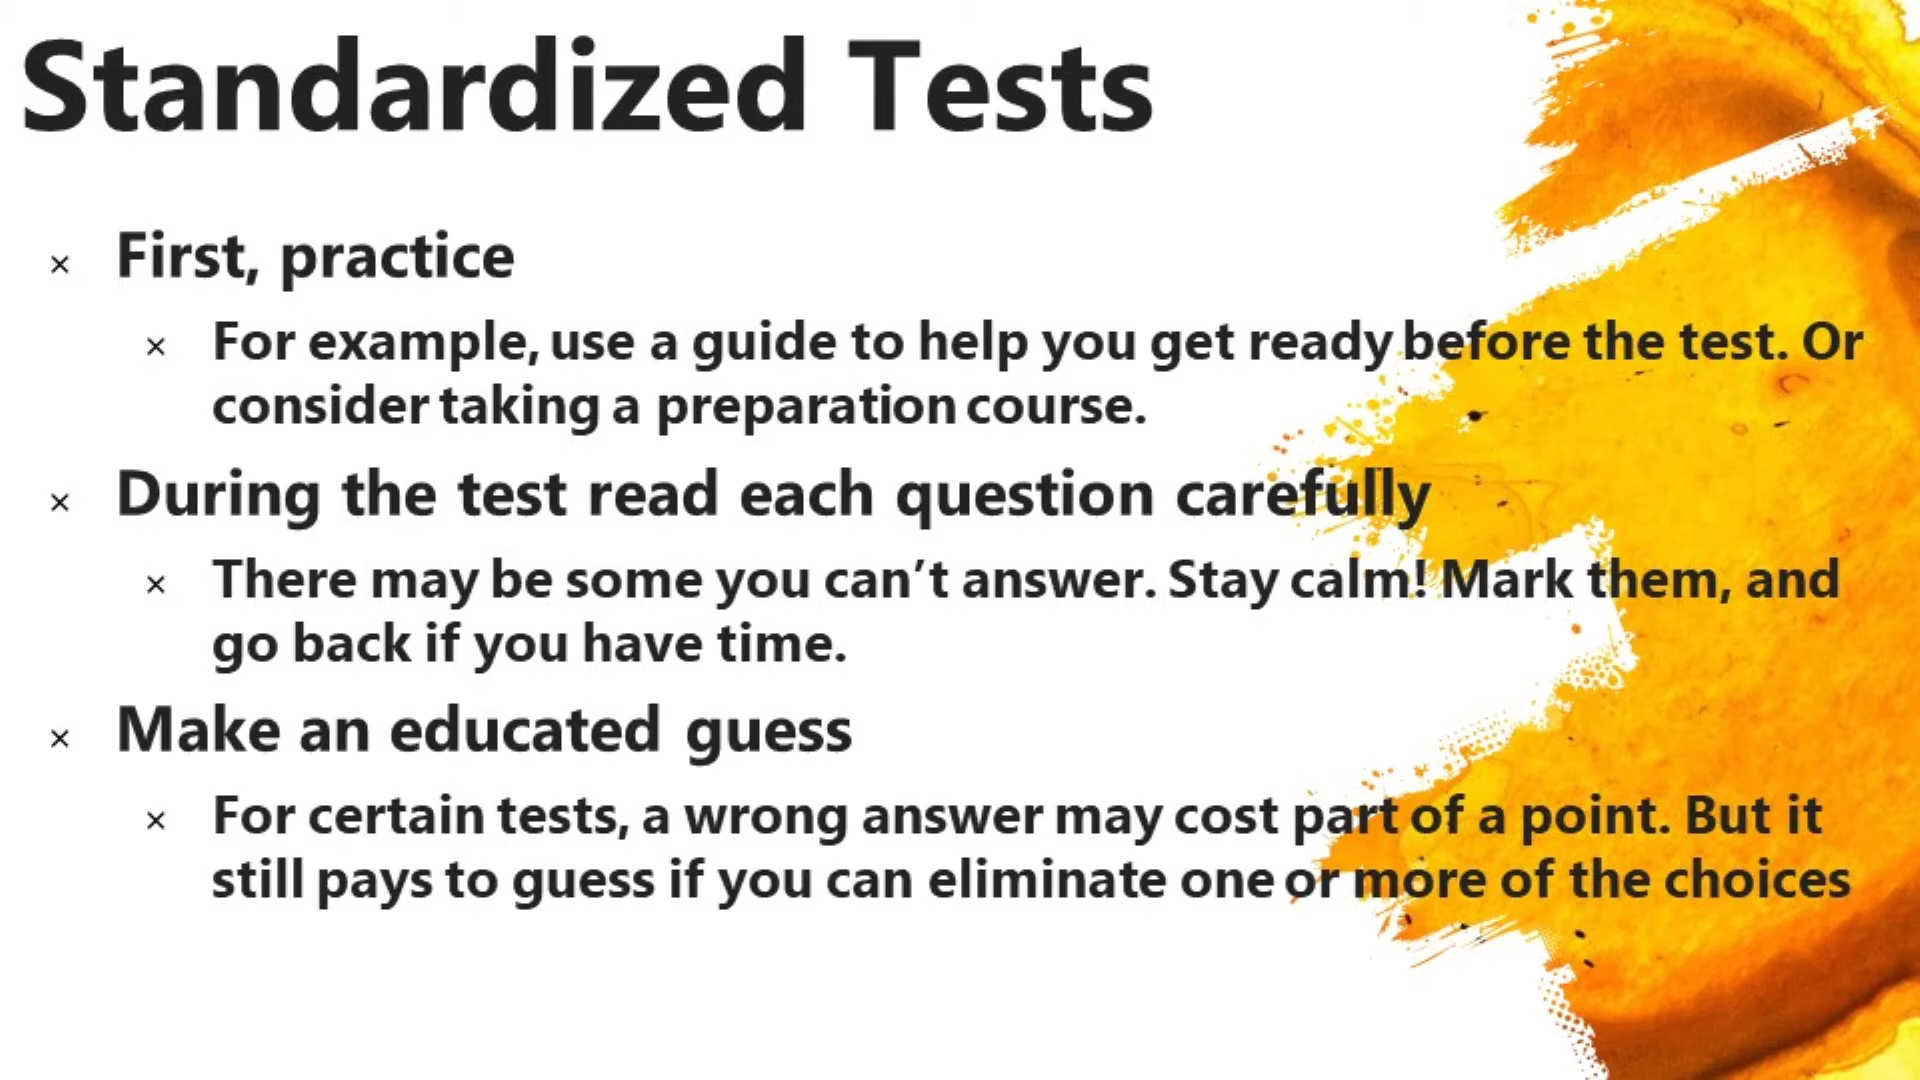 Standardized Tests
× First, practice
× For example, use a guide to help you get ready before the test. Or
consider taking a preparation course.
× During the test read each question carefully
× There may be some you can’t answer. Stay calm! Mark them, and
go back if you have time.
× Make an educated guess
× For certain tests, a wrong answer may cost part of a point. But it
still pays to guess if you can eliminate one or more of the choices